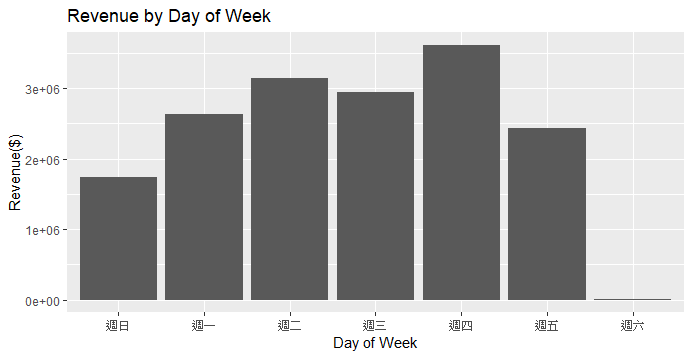 Revenue by Day of Week
Revenue($)
3e+06
2e+06
1e+06
0e+00
週日 週一 週二 週三 週四 週五 週六
Day of Week